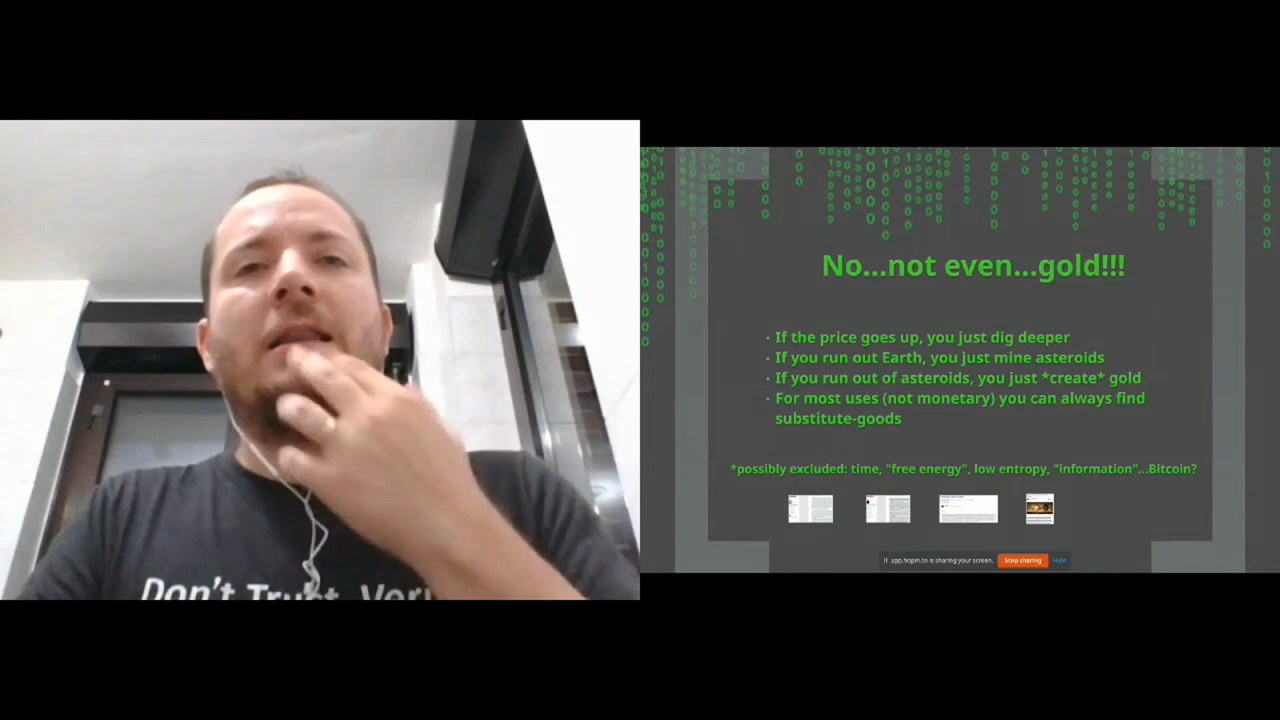 Don't Trust, Veri
No...not even...gold!!!
· If the price goes up, you just dig deeper
· If you run out Earth, you just mine asteroids
· If you run out of asteroids, you just *create* gold
· For most uses (not monetary) you can always find
substitute-goods
*possibly excluded: time, "free energy", low entropy, "information"...Bitcoin?
app.hopin.to is sharing your screen. Stop sharing Hide